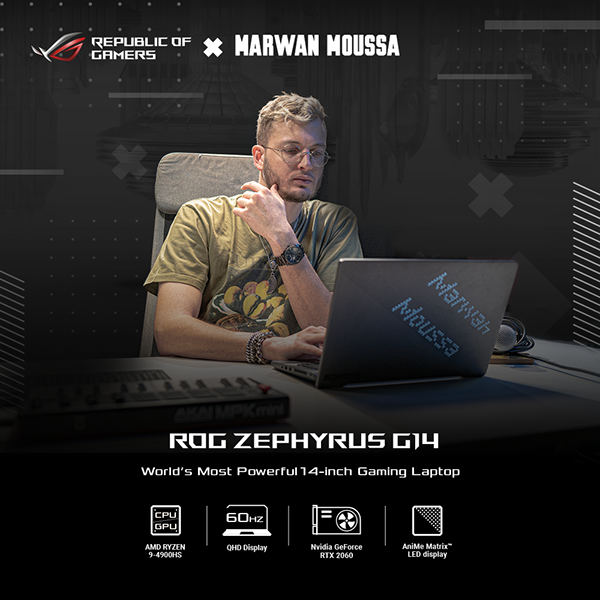 REPUBLIC OF
GAMERS
MARWAN MOUSSA
Marwan
Moussa
AKAI MPKmini
ROG ZEPHYRUS G14
World's Most Powerful 14-inch Gaming Laptop
CPU
GPU
60HZ
AMD RYZEN
9-4900HS
QHD Display
Nvidia GeForce
RTX 2060
AniMe Matrix™
LED display